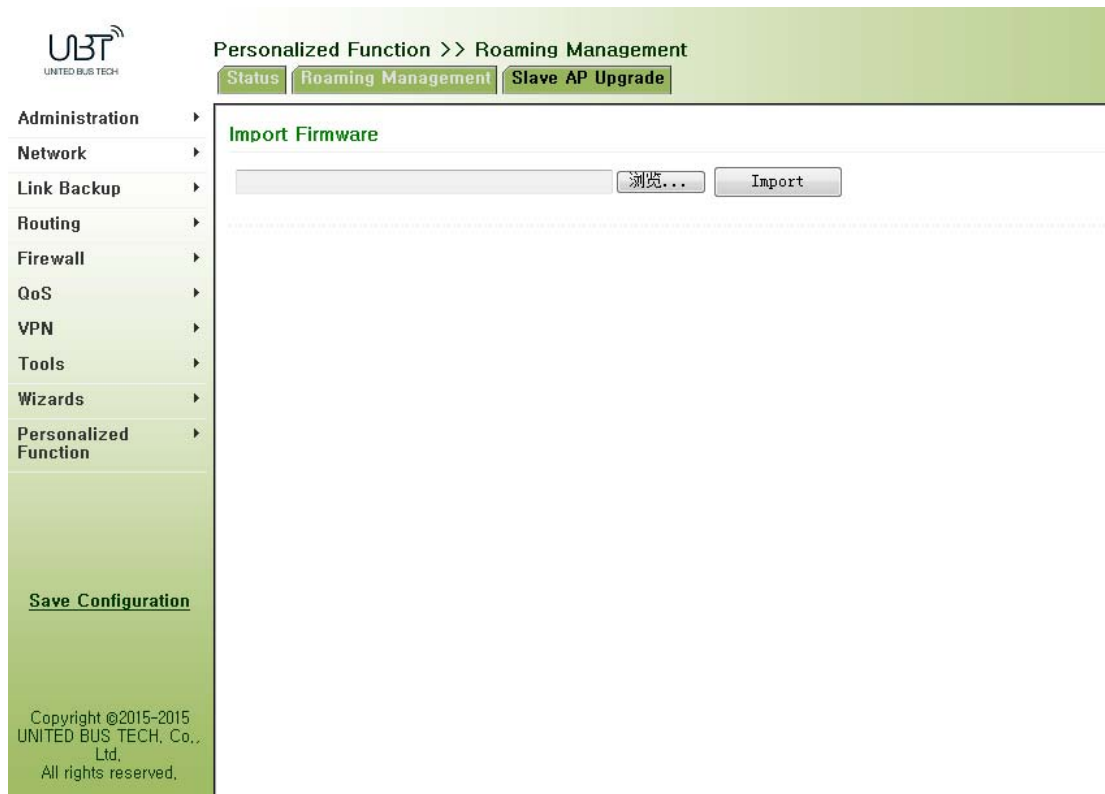 UBT
UNITED BUS TECH
Personalized Function >> Roaming Management
Status Roaming Management Slave AP Upgrade
Administration
Network
Link Backup
Routing
Firewall
QoS
VPN
Tools
Wizards
Personalized
Function
Save Configuration
Copyright ©2015-2015
UNITED BUS TECH. Co.,
Ltd.
All rights reserved.
Import Firmware
浏览... Import